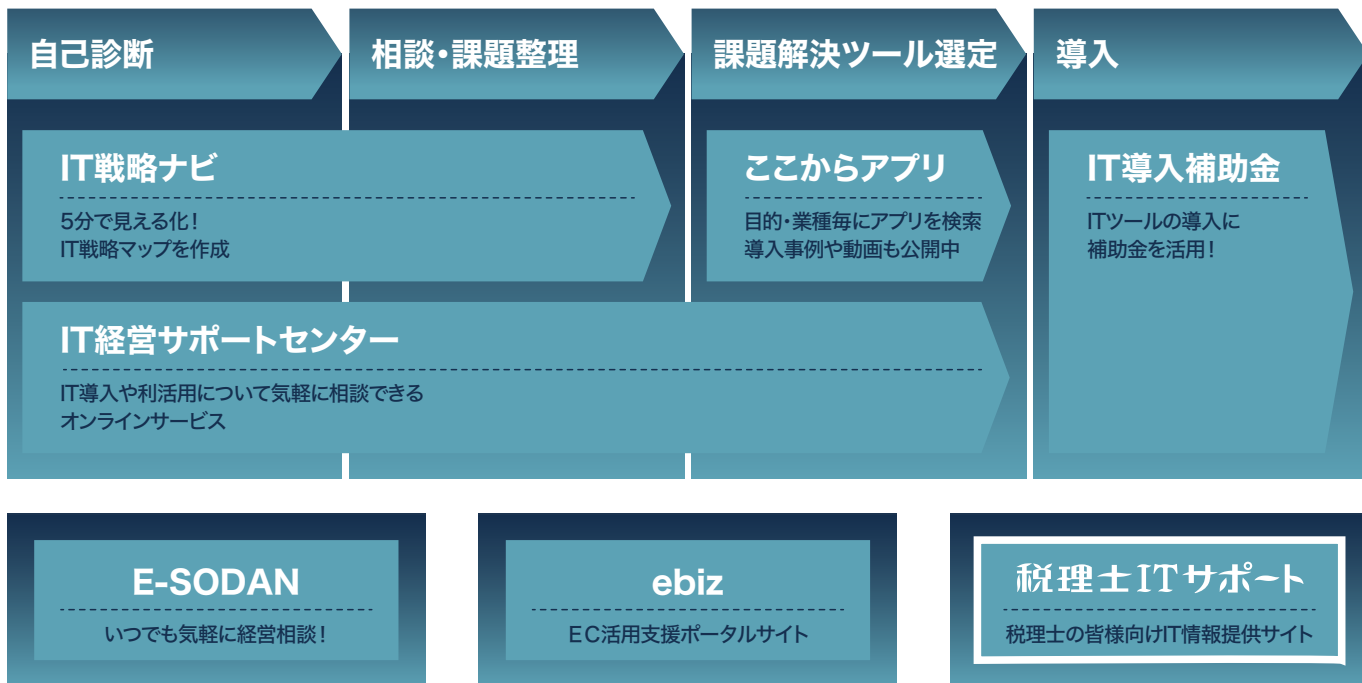 自己診断
相談・課題整理
課題解決ツール選定
導入
IT戦略ナビ
5分で見える化！
IT戦略マップを作成
ここからアプリ
目的・業種毎にアプリを検索
導入事例や動画も公開中
IT導入補助金
ITツールの導入に
補助金を活用！
IT経営サポートセンター
IT導入や利活用について気軽に相談できる
オンラインサービス
E-SODAN
いつでも気軽に経営相談！
ebiz
EC活用支援ポータルサイト
税理士ITサポート
税理士の皆様向けIT情報提供サイト